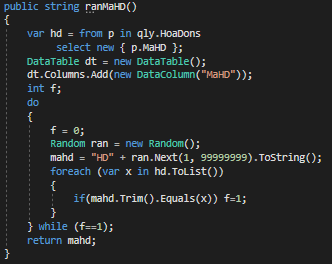 public string ranMaHD()
{
var hd = from p in qly.HoaDons
select new { p.MaHD };
DataTable dt = new DataTable();
dt.Columns.Add(new DataColumn("MaHD"));
int f;
do
{
f = 0;
Random ran = new Random();
mahd = "HD" + ran.Next(1, 99999999).ToString();
foreach (var x in hd.ToList())
{
if(mahd.Trim().Equals(x)) f=1;
}
} while (f==1);
return mahd;
}